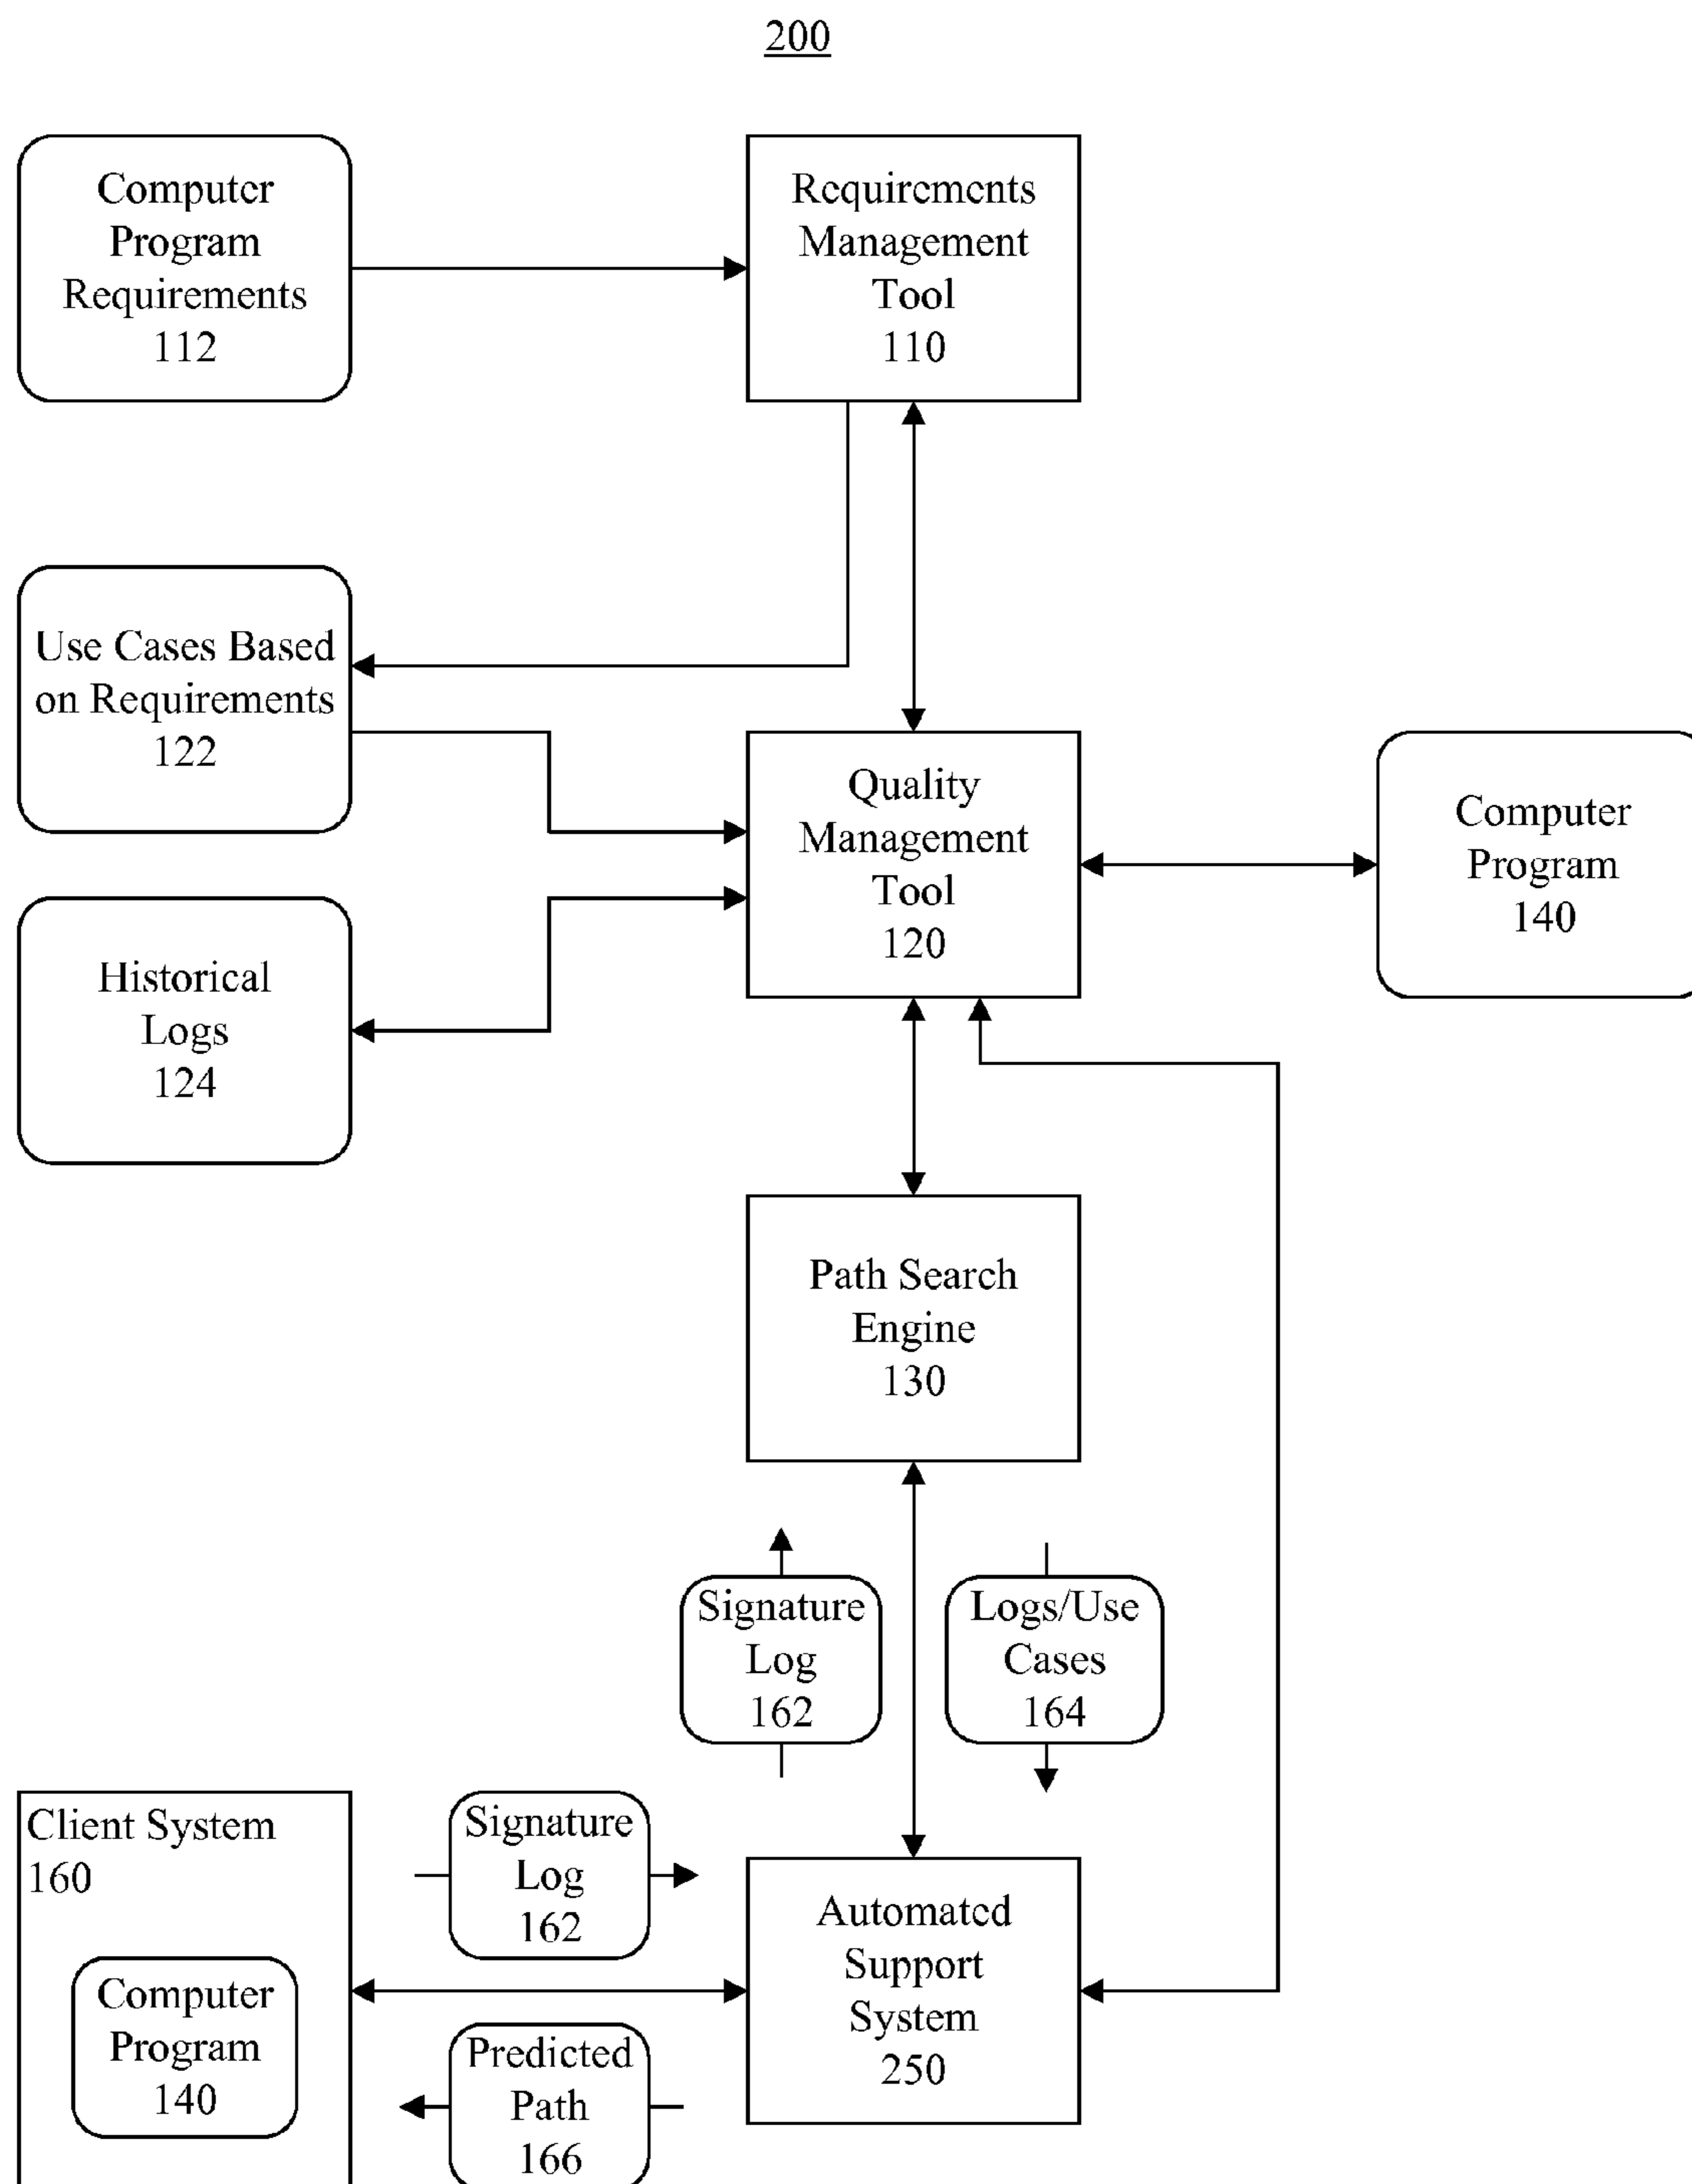 200
Computer
Program
Requirements
112
Requirements
Management
Tool
110
Use Cases Based
on Requirements
122
Quality
Management
Tool
120
Computer
Program
140
Historical
Logs
124
Path Search
Engine
130
Signature
Log
162
Logs/Use
Cases
164
Client System
160
Computer
Program
140
Signature
Log
162
Predicted
Path
166
Automated
Support
System
250